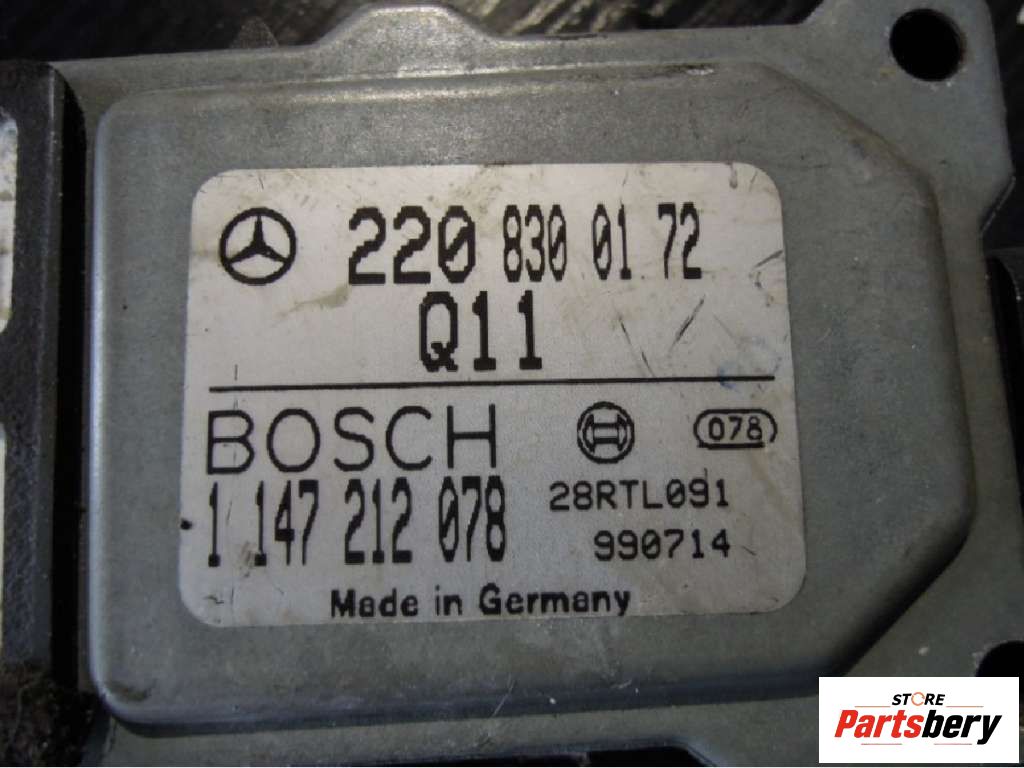 220 830 01 72
Q11
BOSCH 078
1 147 212 078 28RTL091
990714
Made in Germany
STORE
Partsbery